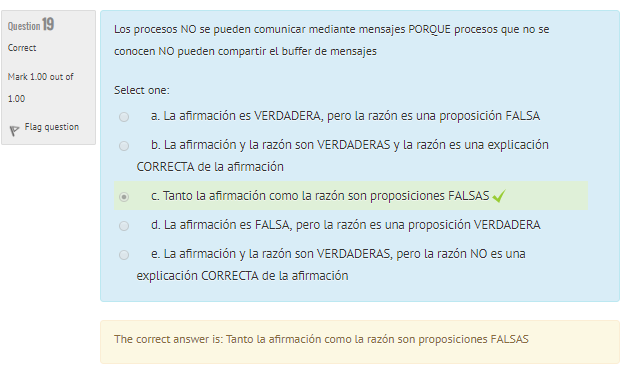 Question 19
Correct
Mark 1.00 out of
1.00
Flag question
Los procesos NO se pueden comunicar mediante mensajes PORQUE procesos que no se
conocen NO pueden compartir el buffer de mensajes
Select one:
a. La afirmación es VERDADERA, pero la razón es una proposición FALSA
b. La afirmación y la razón son VERDADERAS y la razón es una explicación
CORRECTA de la afirmación
c. Tanto la afirmación como la razón son proposiciones FALSAS
d. La afirmación es FALSA, pero la razón es una proposición VERDADERA
e. La afirmación y la razón son VERDADERAS, pero la razón NO es una
explicación CORRECTA de la afirmación
The correct answer is: Tanto la afirmación como la razón son proposiciones FALSAS